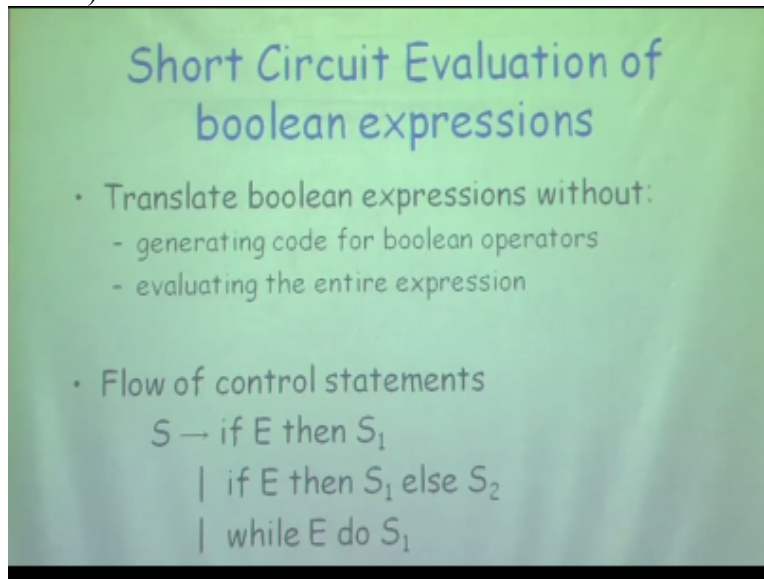 Short Circuit Evaluation of
boolean expressions
• Translate boolean expressions without:
- generating code for boolean operators
- evaluating the entire expression
• Flow of control statements
S → if E then S₁
| if E then S₁ else S₂
| while E do S₁